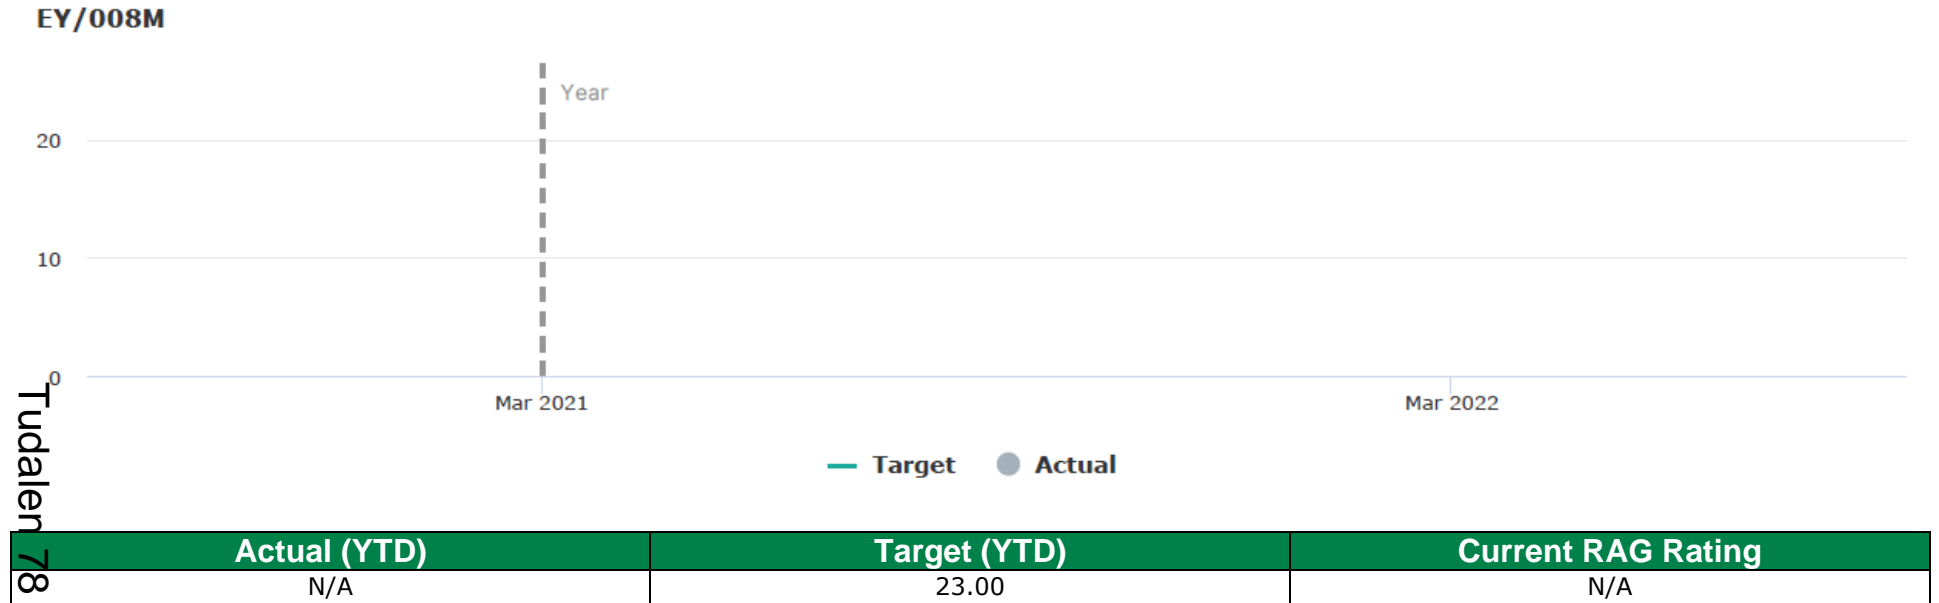 EY/008M
Year
20
10
0
Mar 2021
Mar 2022
Target
Actual
Tudalen 78
Actual (YTD) Target (YTD) Current RAG Rating
N/A 23.00 N/A